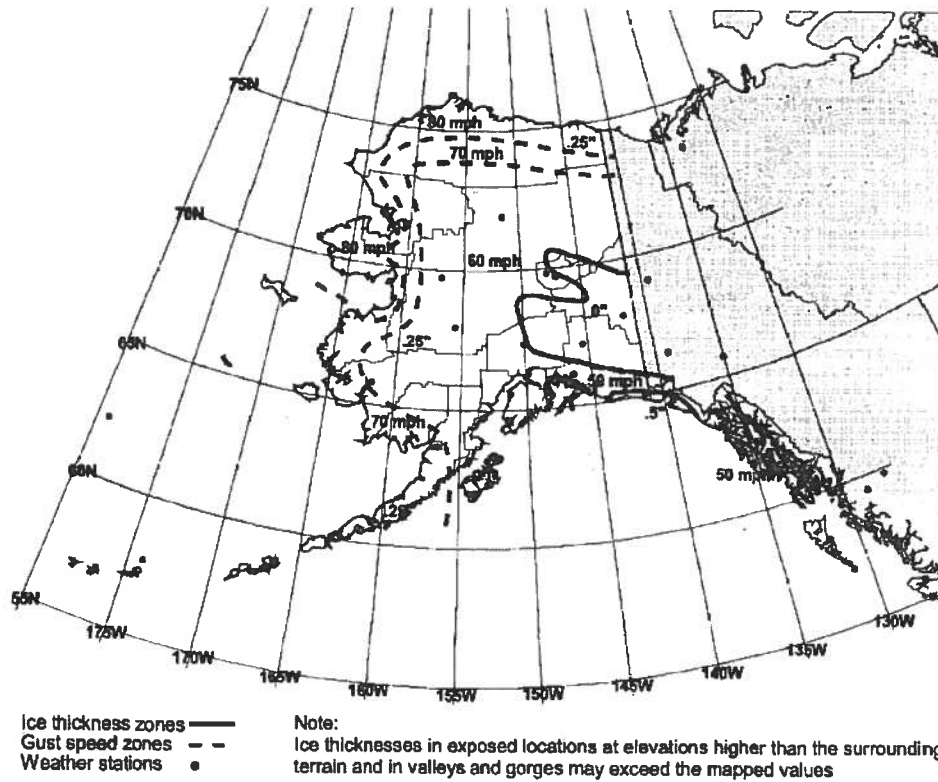 75N
80 mph
.25"
70 mph
70N
80 mph
60 mph
0"
.25"
65N
50 mph
70 mph
.5"
60N
50 mph
55N
175W
170W
165W
160W
155W
150W
145W
140W
135W
130W
Ice thickness zones
Gust speed zones
Weather stations
Note:
Ice thicknesses in exposed locations at elevations higher than the surrounding
terrain and in valleys and gorges may exceed the mapped values